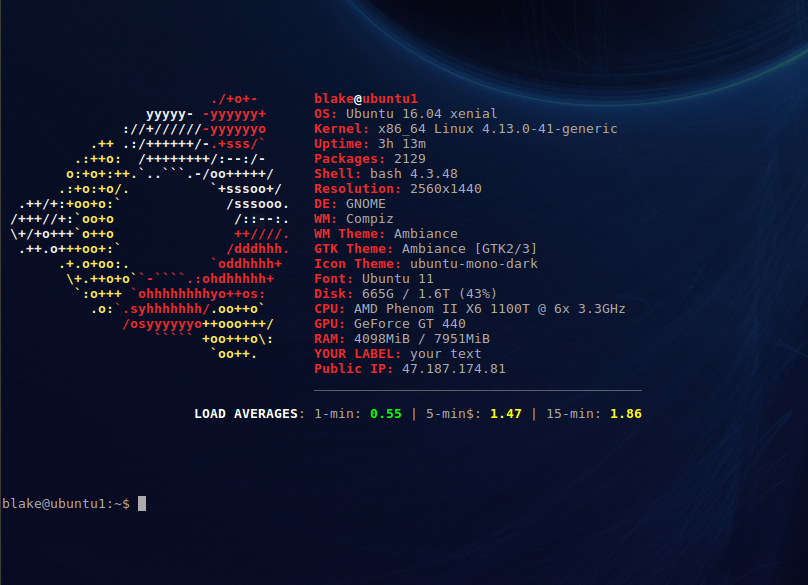 ./+o+-
yyyyy- -yyyyyy+
://+//////-yyyyyyo
.++ .:/++++++/-.+sss/`
.:++o: /++++++++/:--:/-
o:+o+:++.`..```.-/oo+++++/
.:+o:+o/. `+sssoo+/
.++/+:+oo+o:` /sssooo.
/+++//+:`oo+o /::--:.
\+/+o+++`o++o ++////.
.++.o+++oo+:` /dddhhh.
.+.o+oo:. `oddhhhh+
\+.++o+o``-````.:ohdhhhhh+
`:o+++ `ohhhhhhhhyo++os:
.o:`.syhhhhhhh/.oo++o`
/osyyyyyyo++ooo+++/
````` +oo+++o\:
`oo++.
blake@ubuntu1
OS: Ubuntu 16.04 xenial
Kernel: x86_64 Linux 4.13.0-41-generic
Uptime: 3h 13m
Packages: 2129
Shell: bash 4.3.48
Resolution: 2560x1440
DE: GNOME
WM: Compiz
WM Theme: Ambiance
GTK Theme: Ambiance [GTK2/3]
Icon Theme: ubuntu-mono-dark
Font: Ubuntu 11
Disk: 665G / 1.6T (43%)
CPU: AMD Phenom II X6 1100T @ 6x 3.3GHz
GPU: GeForce GT 440
RAM: 4098MiB / 7951MiB
YOUR LABEL: your text
Public IP: 47.187.174.81
LOAD AVERAGES: 1-min: 0.55 | 5-min$: 1.47 | 15-min: 1.86
blake@ubuntu1:~$